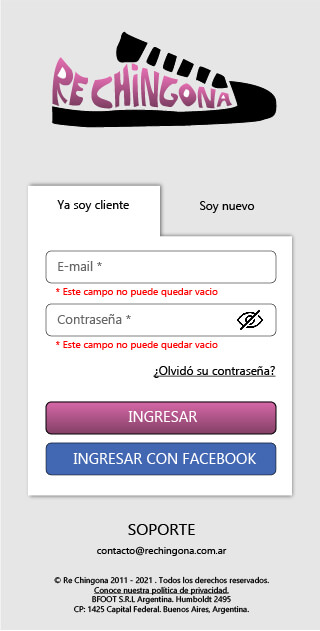 RE CHINGONA
Ya soy cliente
Soy nuevo
E-mail *
* Este campo no puede quedar vacio
Contraseña *
* Este campo no puede quedar vacio
¿Olvidó su contraseña?
INGRESAR
INGRESAR CON FACEBOOK
SOPORTE
contacto@rechingona.com.ar
© Re Chingona 2011 - 2021 . Todos los derechos reservados.
Conoce nuestra política de privacidad.
BFOOT S.R.L Argentina. Humboldt 2495
CP: 1425 Capital Federal. Buenos Aires, Argentina.